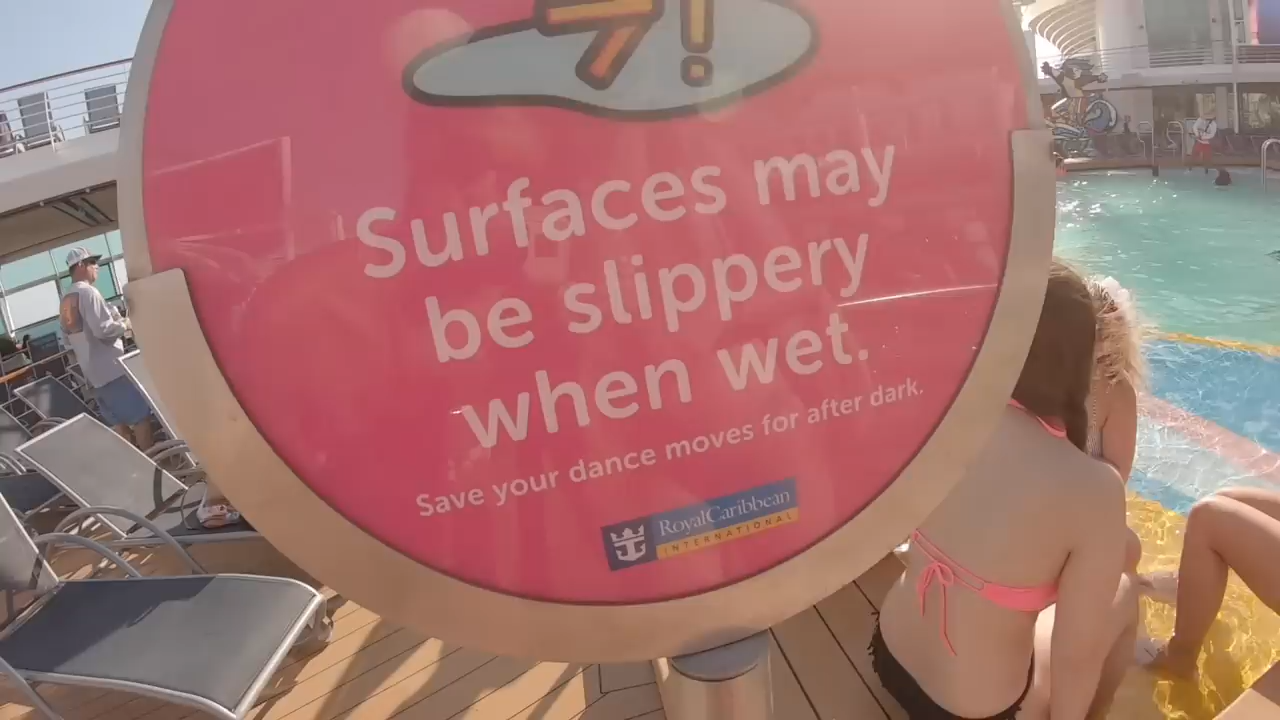 Surfaces may
be slippery
when wet.
Save your dance moves for after dark.
RoyalCaribbean
INTERNATIONAL